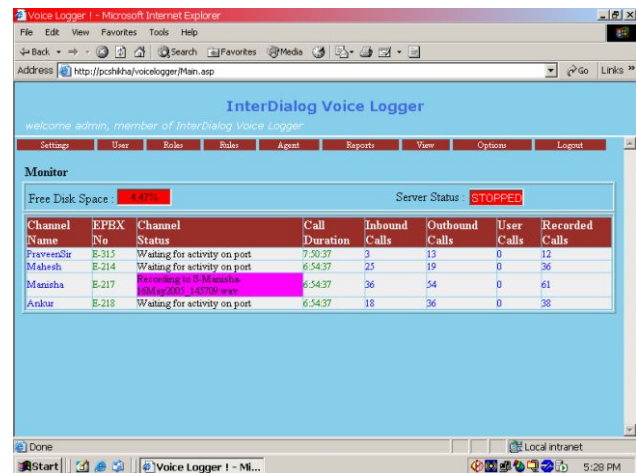 Voice Logger ! - Microsoft Internet Explorer
File Edit View Favorites Tools Help
Back Search Favorites Media
Address http://pcshikha/voicelogger/Main.asp Go Links »
InterDialog Voice Logger
welcome admin, member of InterDialog Voice Logger
Settings User Roles Rules Agent Reports View Options Logout
Monitor
Free Disk Space : 4.47% Server Status : STOPPED
Channel Name EPBX No Channel Status Call Duration Inbound Calls Outbound Calls User Calls Recorded Calls
PraveenSir E-315 Waiting for activity on port 7:50:37 3 13 0 12
Mahesh E-214 Waiting for activity on port 6:54:37 25 19 0 36
Manisha E-217 Recording to S-Manisha-16May2005_145709.wav 6:54:37 36 54 0 61
Ankur E-218 Waiting for activity on port 6:54:37 18 36 0 38
Done Local intranet
Start Voice Logger ! - Mi... 5:28 PM